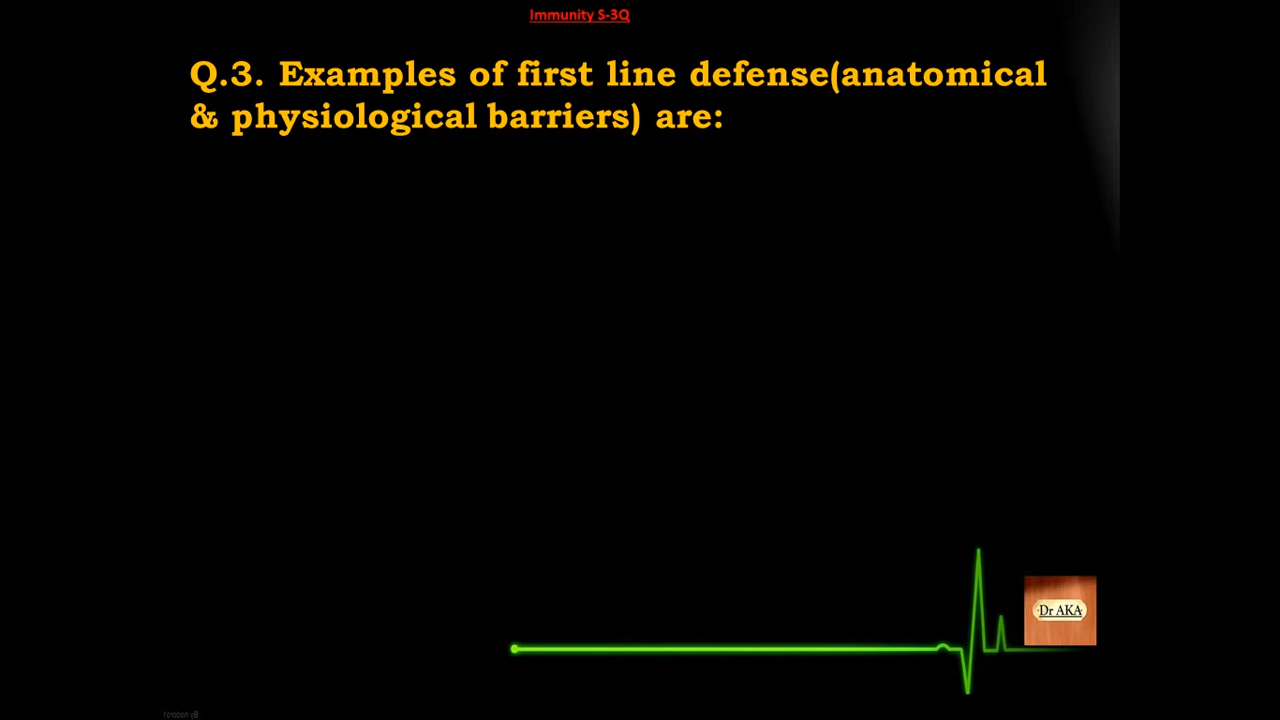 Immunity S-3Q
Q.3. Examples of first line defense(anatomical
& physiological barriers) are:
Dr AKA